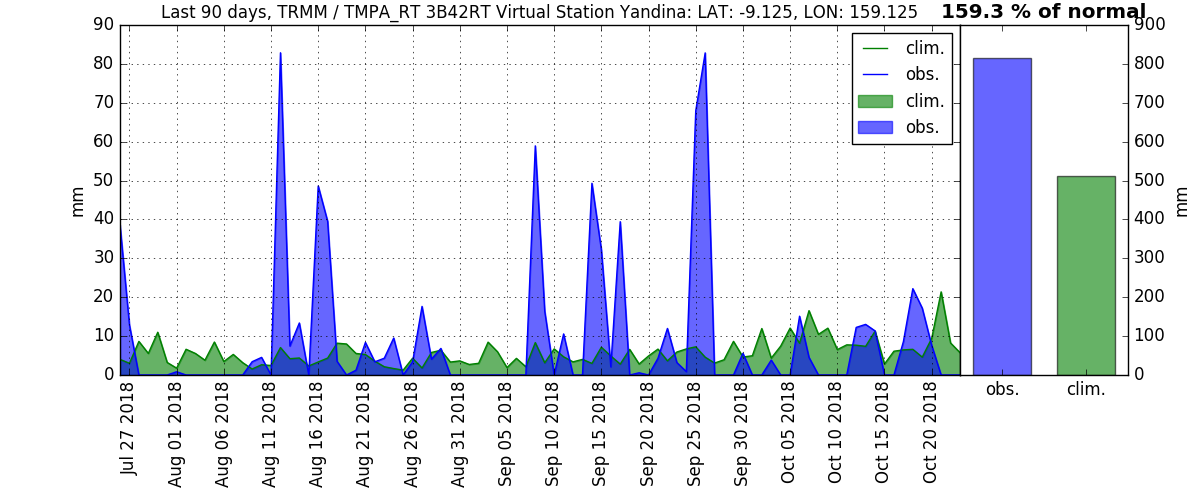 Last 90 days, TRMM / TMPA_RT 3B42RT Virtual Station Yandina: LAT: -9.125, LON: 159.125
159.3 % of normal
90
80
70
60
50
40
30
20
10
0
mm
clim.
obs.
clim.
obs.
Jul 27 2018
Aug 01 2018
Aug 06 2018
Aug 11 2018
Aug 16 2018
Aug 21 2018
Aug 26 2018
Aug 31 2018
Sep 05 2018
Sep 10 2018
Sep 15 2018
Sep 20 2018
Sep 25 2018
Sep 30 2018
Oct 05 2018
Oct 10 2018
Oct 15 2018
Oct 20 2018
900
800
700
600
500
400
300
200
100
0
mm
obs.
clim.